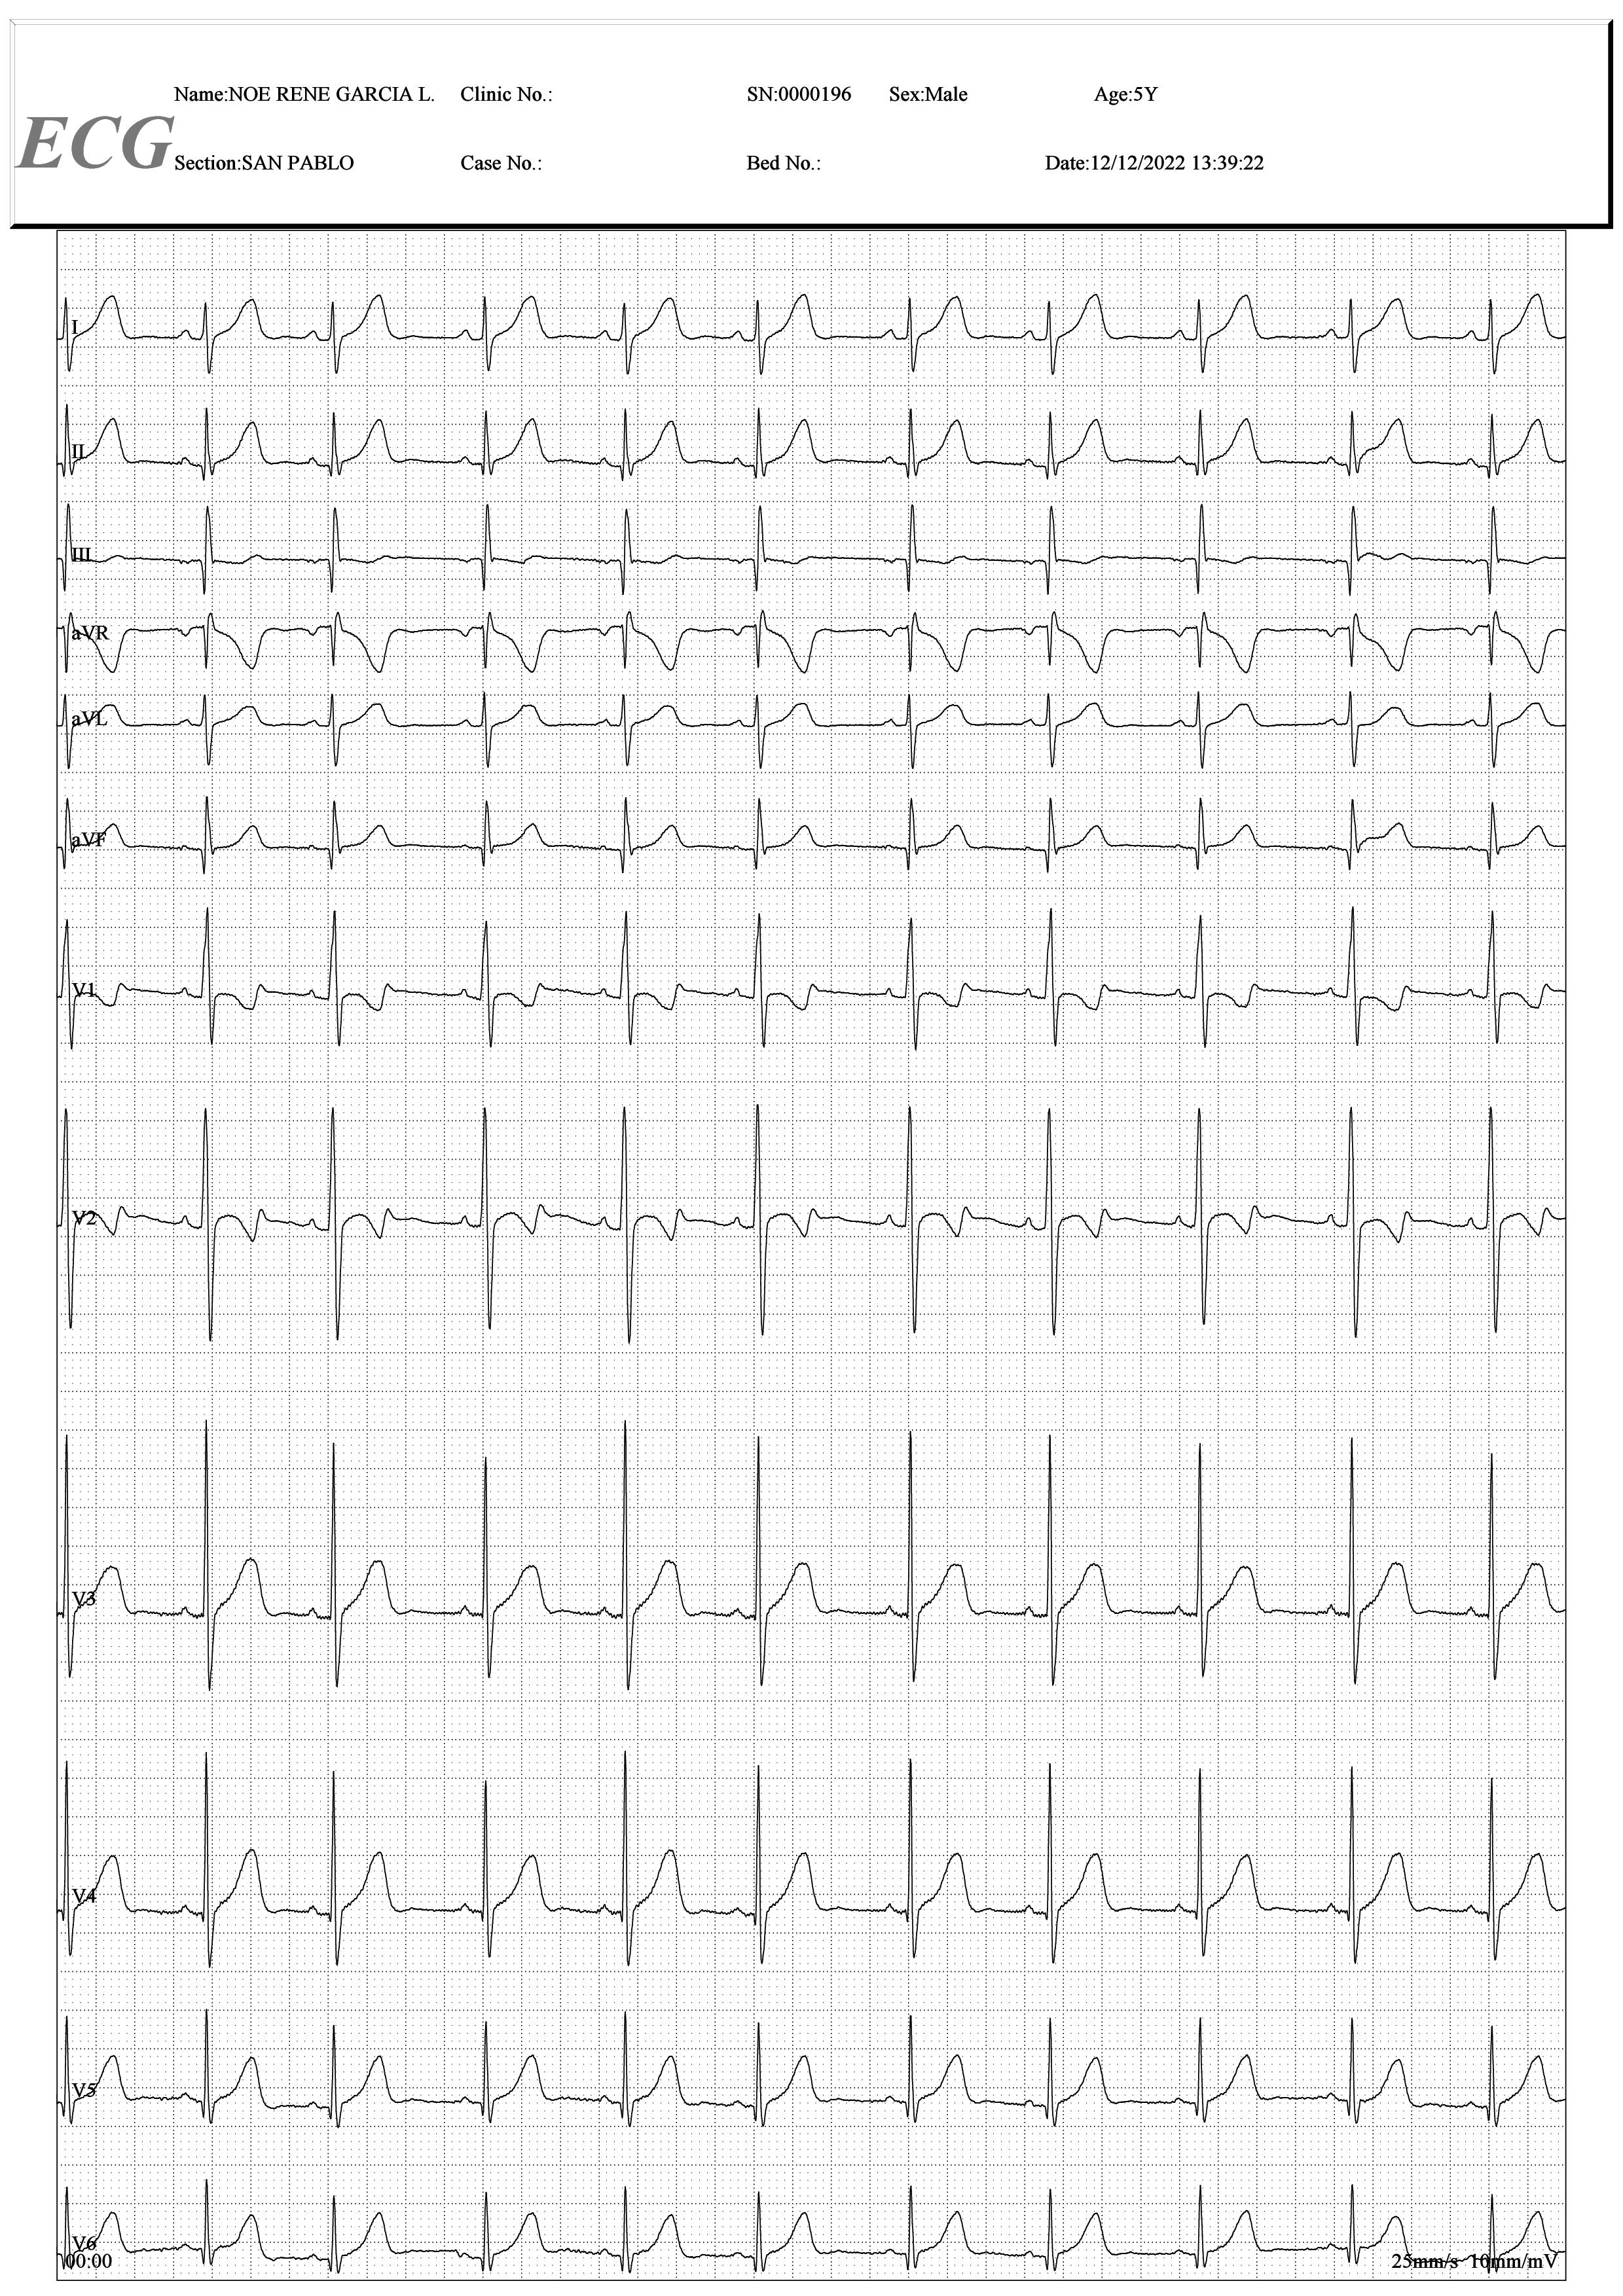 Name:NOE RENE GARCIA L. Clinic No.: SN:0000196 Sex:Male Age:5Y
ECG
Section:SAN PABLO Case No.: Bed No.: Date:12/12/2022 13:39:22
I
II
III
aVR
aVL
aVF
V1
V2
V3
V4
V5
V6
00:00 25mm/s 10mm/mV